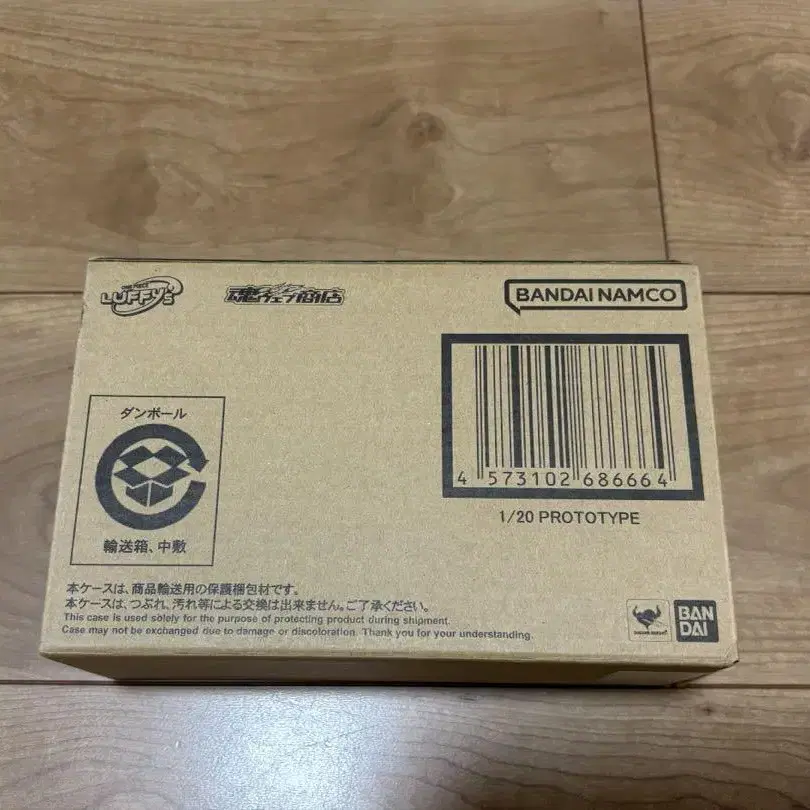 ONE PIECE
LUFFY's
魂ウェブ商店
BANDAI NAMCO
4 573102 686664
1/20 PROTOTYPE
ダンボール
輸送箱、中敷
本ケースは、商品輸送用の保護梱包材です。
本ケースは、つぶれ、汚れ等による交換は出来ません。ご了承ください。
This case is used solely for the purpose of protecting product during shipment.
Case may not be exchanged due to damage or discoloration. Thank you for your understanding.
BAN
DAI